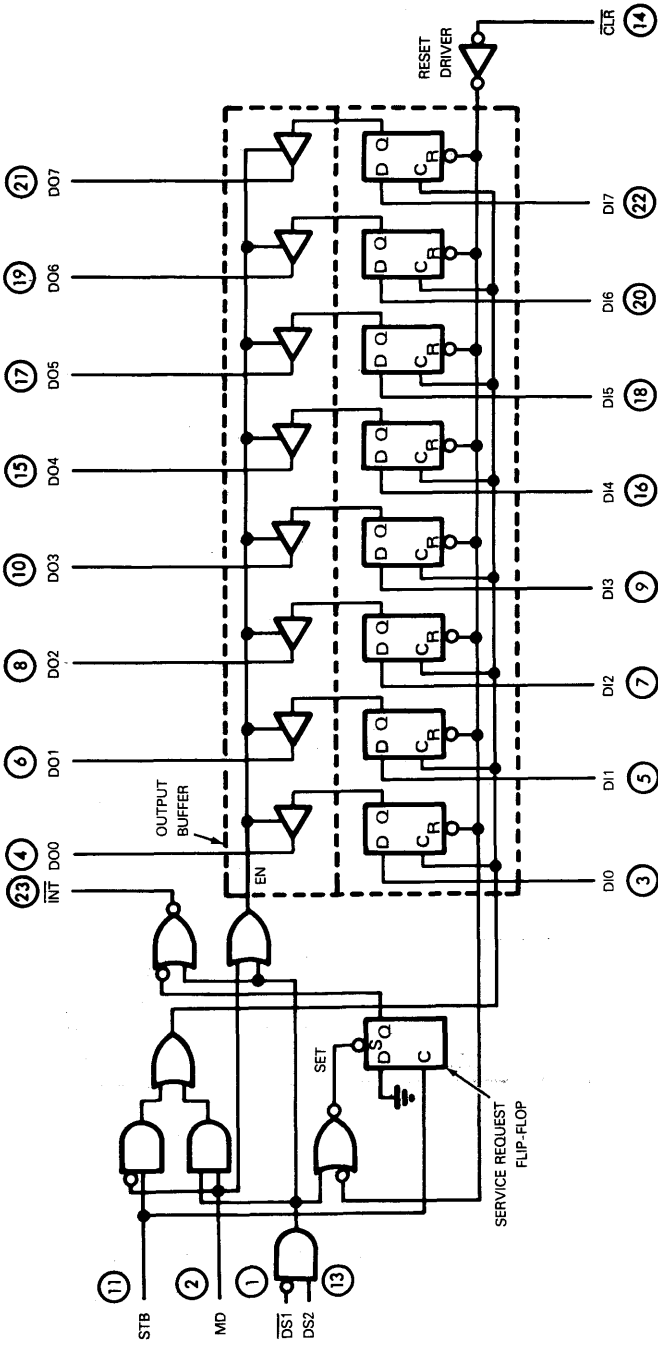 23 4 6 8 10 15 17 19 21
INT DO0 DO1 DO2 DO3 DO4 DO5 DO6 DO7
OUTPUT
BUFFER
EN
RESET
DRIVER
CLR
14
11
STB
2
MD
1
DS1
DS2
13
SET
S
D Q
C
SERVICE REQUEST
FLIP-FLOP
D Q
C R
D Q
C R
D Q
C R
D Q
C R
D Q
C R
D Q
C R
D Q
C R
D Q
C R
DI0 DI1 DI2 DI3 DI4 DI5 DI6 DI7
3 5 7 9 16 18 20 22